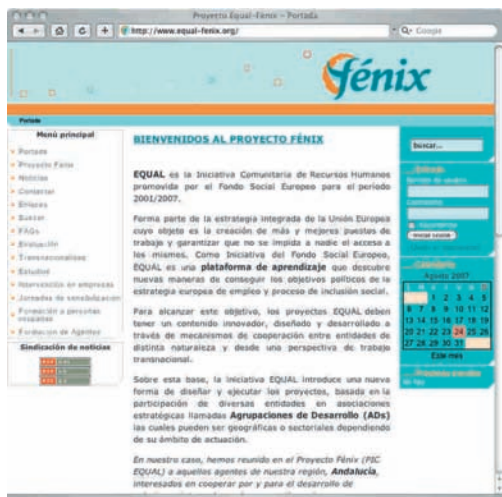 Proyecto Equal-Fénix – Portada
http://www.equal-fenix.org/
Google
fénix
Portada
Menú principal
Portada
Proyecto Fénix
Noticias
Contactar
Enlaces
Buscar
FAQs
Evaluación
Transnacionalidad
Estudios
Intervención en empresas
Jornadas de sensibilización
Formación a personas
ocupadas
Formación de Agentes
Sindicación de noticias
BIENVENIDOS AL PROYECTO FÉNIX
EQUAL es la Iniciativa Comunitaria de Recursos Humanos
promovida por el Fondo Social Europeo para el periodo
2001/2007.
Forma parte de la estrategia integrada de la Unión Europea
cuyo objeto es la creación de más y mejores puestos de
trabajo y garantizar que no se impida a nadie el acceso a
los mismos. Como Iniciativa del Fondo Social Europeo,
EQUAL es una plataforma de aprendizaje que descubre
nuevas maneras de conseguir los objetivos políticos de la
estrategia europea de empleo y proceso de inclusión social.
Para alcanzar este objetivo, los proyectos EQUAL deben
tener un contenido innovador, diseñado y desarrollado a
través de mecanismos de cooperación entre entidades de
distinta naturaleza y desde una perspectiva de trabajo
transnacional.
Sobre esta base, la iniciativa EQUAL introduce una nueva
forma de diseñar y ejecutar los proyectos, basada en la
participación de diversas entidades en asociaciones
estratégicas llamadas Agrupaciones de Desarrollo (ADs)
las cuales pueden ser geográficas o sectoriales dependiendo
de su ámbito de actuación.
En nuestro caso, hemos reunido en el Proyecto Fénix (PIC
EQUAL) a aquellos agentes de nuestra región, Andalucía,
interesados en cooperar por y para el desarrollo de
buscar...
Entrada
Nombre de usuario
Contraseña
Iniciar sesión
Calendario
Agosto 2007
1 2 3 4 5
6 7 8 9 10 11 12
13 14 15 16 17 18 19
20 21 22 23 24 25 26
27 28 29 30 31
Este mes